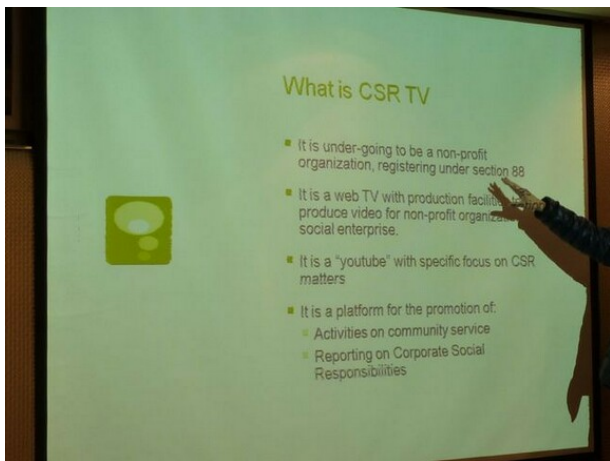 What is CSR TV
It is under-going to be a non-profit
organization, registering under section 88
It is a web TV with production
produce video for non-profit
social enterprise.
It is a "youtube" with specific focus on CSR
matters
It is a platform for the promotion of:
Activities on community service
Reporting on Corporate Social
Responsibilities